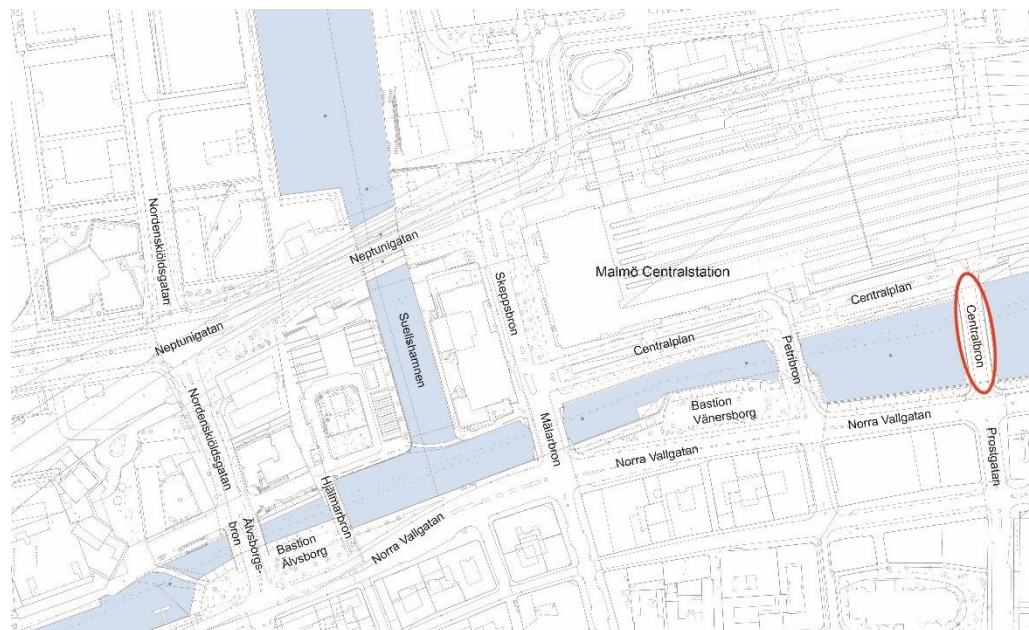 Nordenskiöldsgatan
Neptunigatan
Skeppsbron
Malmö Centralstation
Centralplan
Centralbron
Suellshamnen
Neptunigatan
Centralplan
Petribron
Nordenskiöldsgatan
Bastion
Vänersborg
Mälarbron
Norra Vallgatan
Norra Vallgatan
Prostgatan
Hjälmarbron
Älvsborgs-
bron
Bastion
Älvsborg
Norra Vallgatan